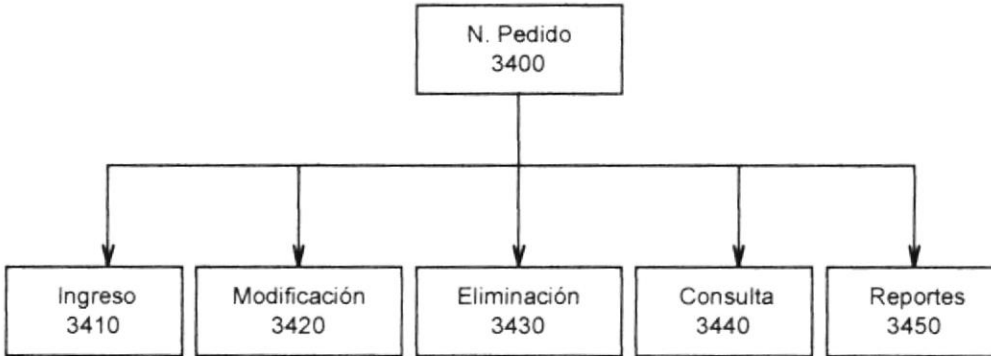 N. Pedido
3400
Ingreso
3410
Modificación
3420
Eliminación
3430
Consulta
3440
Reportes
3450